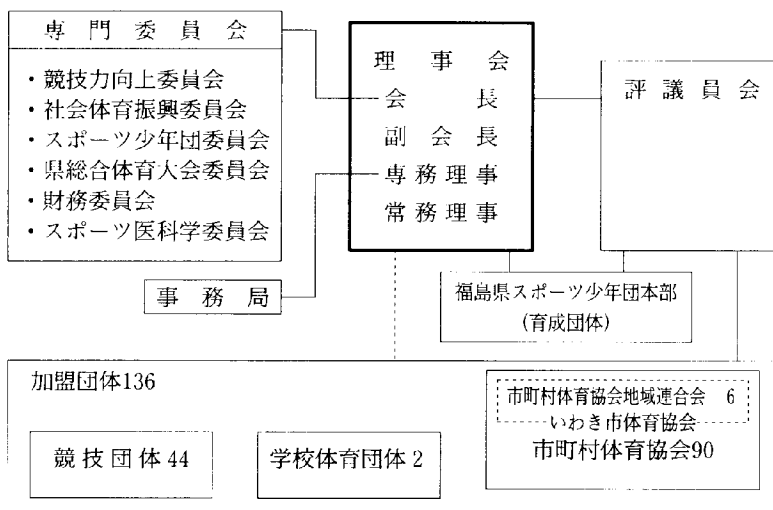 専門委員会
・競技力向上委員会
・社会体育振興委員会
・スポーツ少年団委員会
・県総合体育大会委員会
・財務委員会
・スポーツ医科学委員会
理事会
会長
副会長
専務理事
常務理事
評議員会
事務局
福島県スポーツ少年団本部
(育成団体)
加盟団体136
競技団体44
学校体育団体2
市町村体育協会地域連合会 6
いわき市体育協会
市町村体育協会90